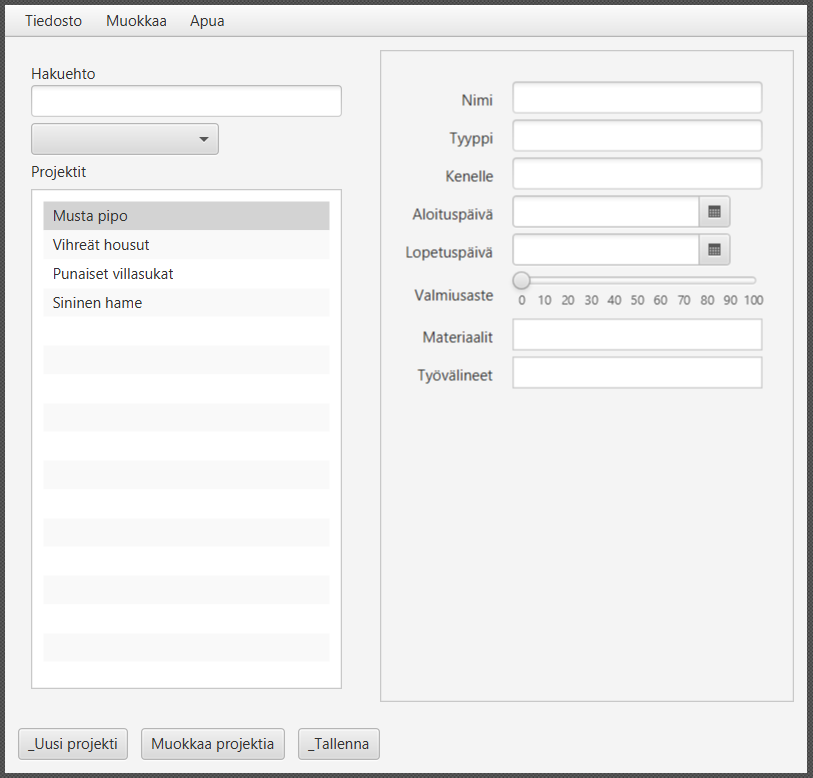 Tiedosto Muokkaa Apua
Hakuehto
Projektit
Musta pipo
Vihreät housut
Punaiset villasukat
Sininen hame
Nimi
Tyyppi
Kenelle
Aloituspäivä
Lopetuspäivä
Valmiusaste
0 10 20 30 40 50 60 70 80 90 100
Materiaalit
Työvälineet
_Uusi projekti Muokkaa projektia _Tallenna